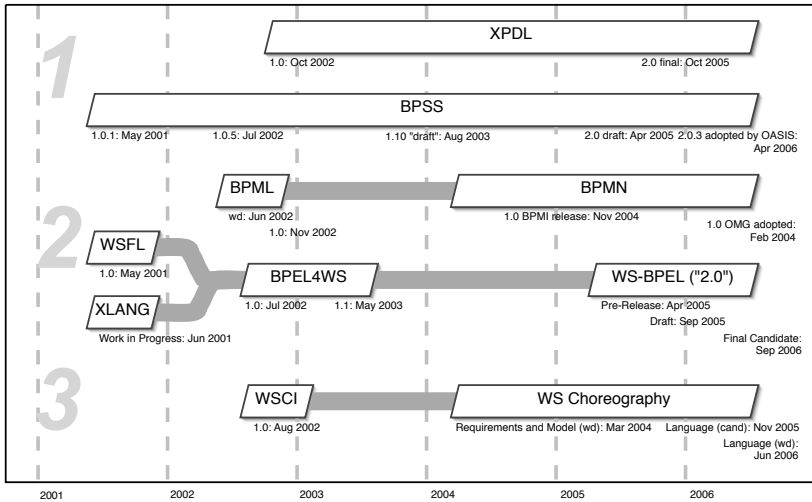 1
XPDL
1.0: Oct 2002
2.0 final: Oct 2005
BPSS
1.0.1: May 2001
1.0.5: Jul 2002
1.10 "draft": Aug 2003
2.0 draft: Apr 2005
2.0.3 adopted by OASIS:
Apr 2006
2
BPML
wd: Jun 2002
1.0: Nov 2002
BPMN
1.0 BPMI release: Nov 2004
1.0 OMG adopted:
Feb 2004
WSFL
1.0: May 2001
XLANG
Work in Progress: Jun 2001
BPEL4WS
1.0: Jul 2002
1.1: May 2003
WS-BPEL ("2.0")
Pre-Release: Apr 2005
Draft: Sep 2005
Final Candidate:
Sep 2006
3
WSCI
1.0: Aug 2002
WS Choreography
Requirements and Model (wd): Mar 2004
Language (cand): Nov 2005
Language (wd):
Jun 2006
2001
2002
2003
2004
2005
2006